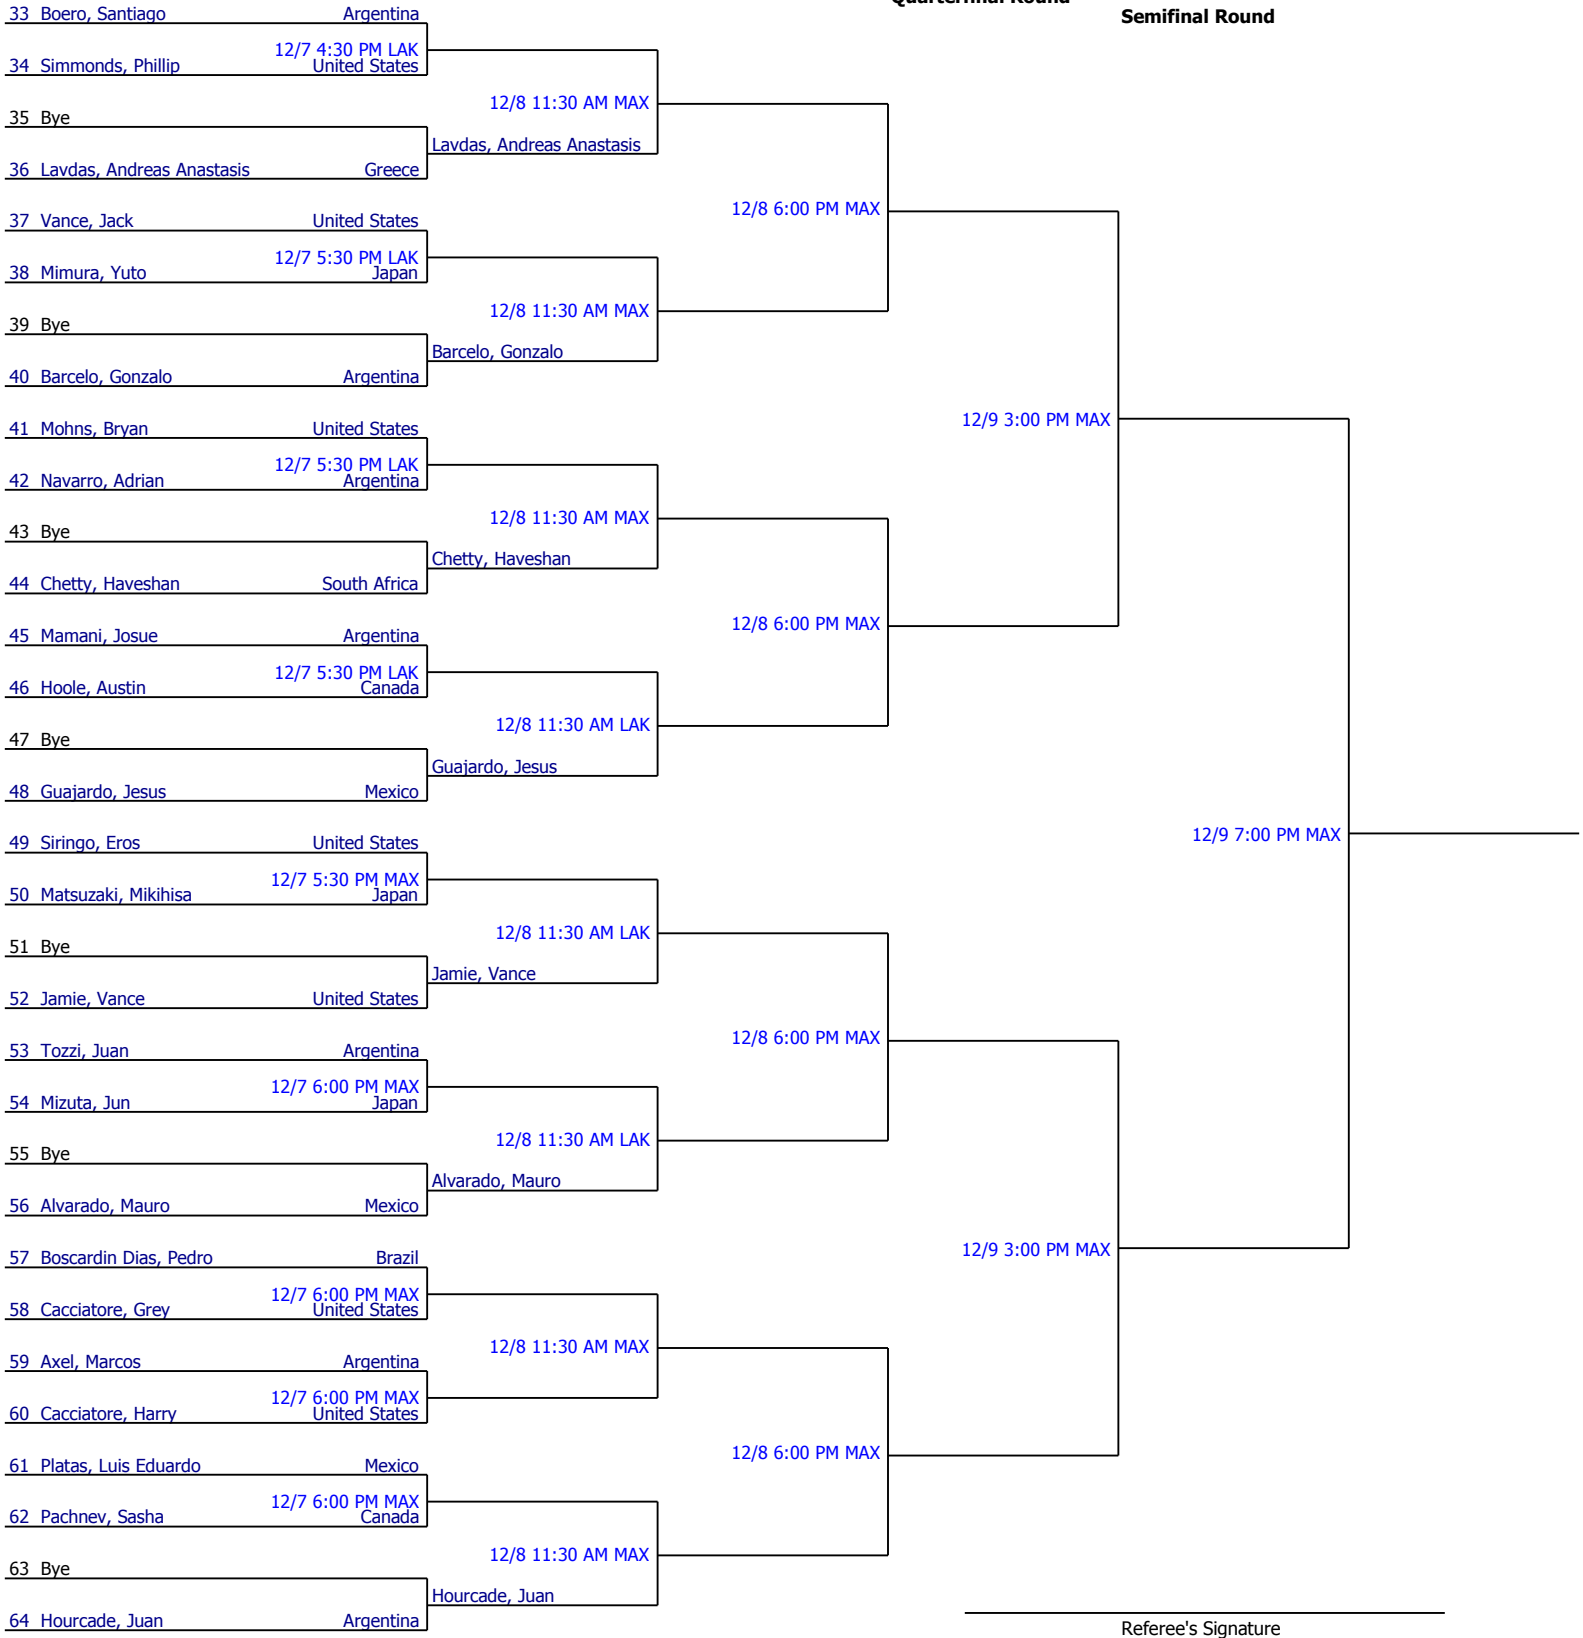 Quarterfinal Round
Semifinal Round
33 Boero, Santiago Argentina
12/7 4:30 PM LAK
34 Simmonds, Phillip United States
12/8 11:30 AM MAX
35 Bye
Lavdas, Andreas Anastasis
36 Lavdas, Andreas Anastasis Greece
12/8 6:00 PM MAX
37 Vance, Jack United States
12/7 5:30 PM LAK
38 Mimura, Yuto Japan
12/8 11:30 AM MAX
39 Bye
Barcelo, Gonzalo
40 Barcelo, Gonzalo Argentina
12/9 3:00 PM MAX
41 Mohns, Bryan United States
12/7 5:30 PM LAK
42 Navarro, Adrian Argentina
12/8 11:30 AM MAX
43 Bye
Chetty, Haveshan
44 Chetty, Haveshan South Africa
12/8 6:00 PM MAX
45 Mamani, Josue Argentina
12/7 5:30 PM LAK
46 Hoole, Austin Canada
12/8 11:30 AM LAK
47 Bye
Guajardo, Jesus
48 Guajardo, Jesus Mexico
12/9 7:00 PM MAX
49 Siringo, Eros United States
12/7 5:30 PM MAX
50 Matsuzaki, Mikihisa Japan
12/8 11:30 AM LAK
51 Bye
Jamie, Vance
52 Jamie, Vance United States
12/8 6:00 PM MAX
53 Tozzi, Juan Argentina
12/7 6:00 PM MAX
54 Mizuta, Jun Japan
12/8 11:30 AM LAK
55 Bye
Alvarado, Mauro
56 Alvarado, Mauro Mexico
12/9 3:00 PM MAX
57 Boscardin Dias, Pedro Brazil
12/7 6:00 PM MAX
58 Cacciatore, Grey United States
12/8 11:30 AM MAX
59 Axel, Marcos Argentina
12/7 6:00 PM MAX
60 Cacciatore, Harry United States
12/8 6:00 PM MAX
61 Platas, Luis Eduardo Mexico
12/7 6:00 PM MAX
62 Pachnev, Sasha Canada
12/8 11:30 AM MAX
63 Bye
Hourcade, Juan
64 Hourcade, Juan Argentina
Referee's Signature